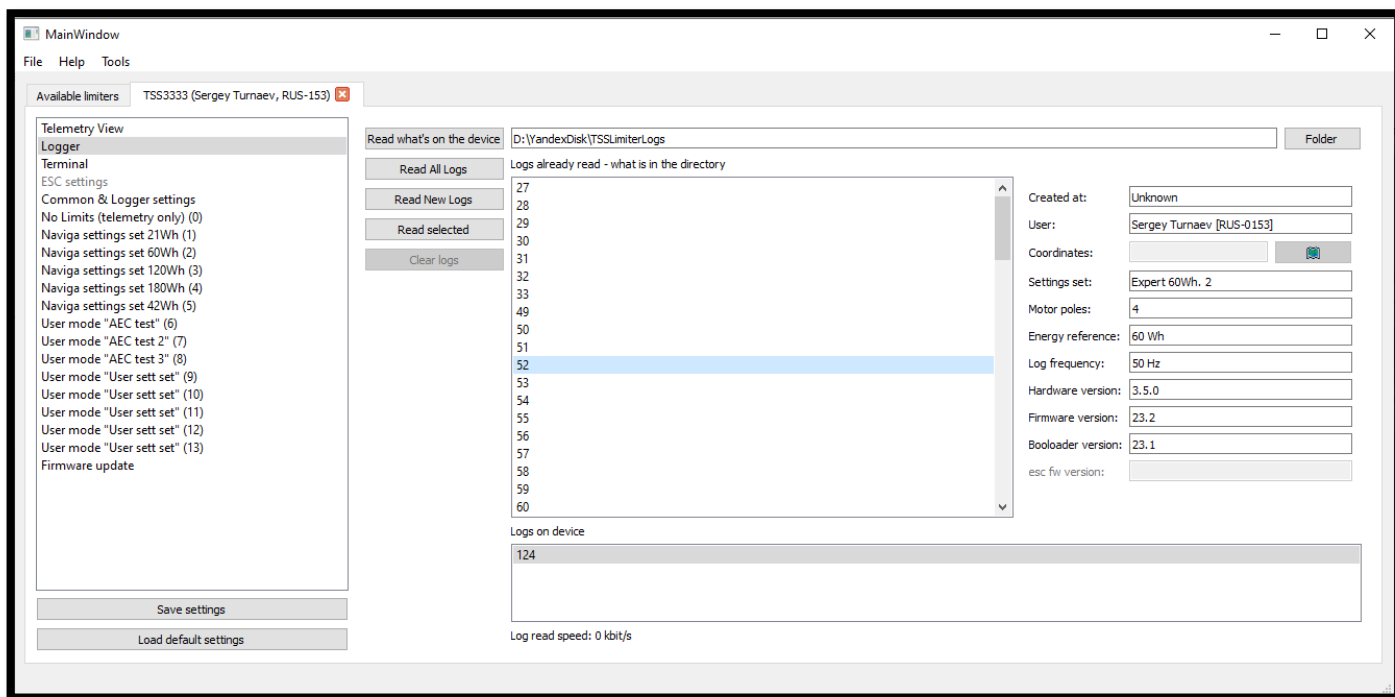 MainWindow
File Help Tools
Available limiters TSS3333 (Sergey Turnaev, RUS-153)
Telemetry View
Logger
Terminal
ESC settings
Common & Logger settings
No Limits (telemetry only) (0)
Naviga settings set 21Wh (1)
Naviga settings set 60Wh (2)
Naviga settings set 120Wh (3)
Naviga settings set 180Wh (4)
Naviga settings set 42Wh (5)
User mode "AEC test" (6)
User mode "AEC test 2" (7)
User mode "AEC test 3" (8)
User mode "User sett set" (9)
User mode "User sett set" (10)
User mode "User sett set" (11)
User mode "User sett set" (12)
User mode "User sett set" (13)
Firmware update
Save settings
Load default settings
Read what's on the device D:\YandexDisk\TSSLimiterLogs Folder
Read All Logs
Read New Logs
Read selected
Clear logs
Logs already read - what is in the directory
27
28
29
30
31
32
33
49
50
51
52
53
54
55
56
57
58
59
60
Created at: Unknown
User: Sergey Turnaev [RUS-0153]
Coordinates:
Settings set: Expert 60Wh. 2
Motor poles: 4
Energy reference: 60 Wh
Log frequency: 50 Hz
Hardware version: 3.5.0
Firmware version: 23.2
Booloader version: 23.1
esc fw version:
Logs on device
124
Log read speed: 0 kbit/s